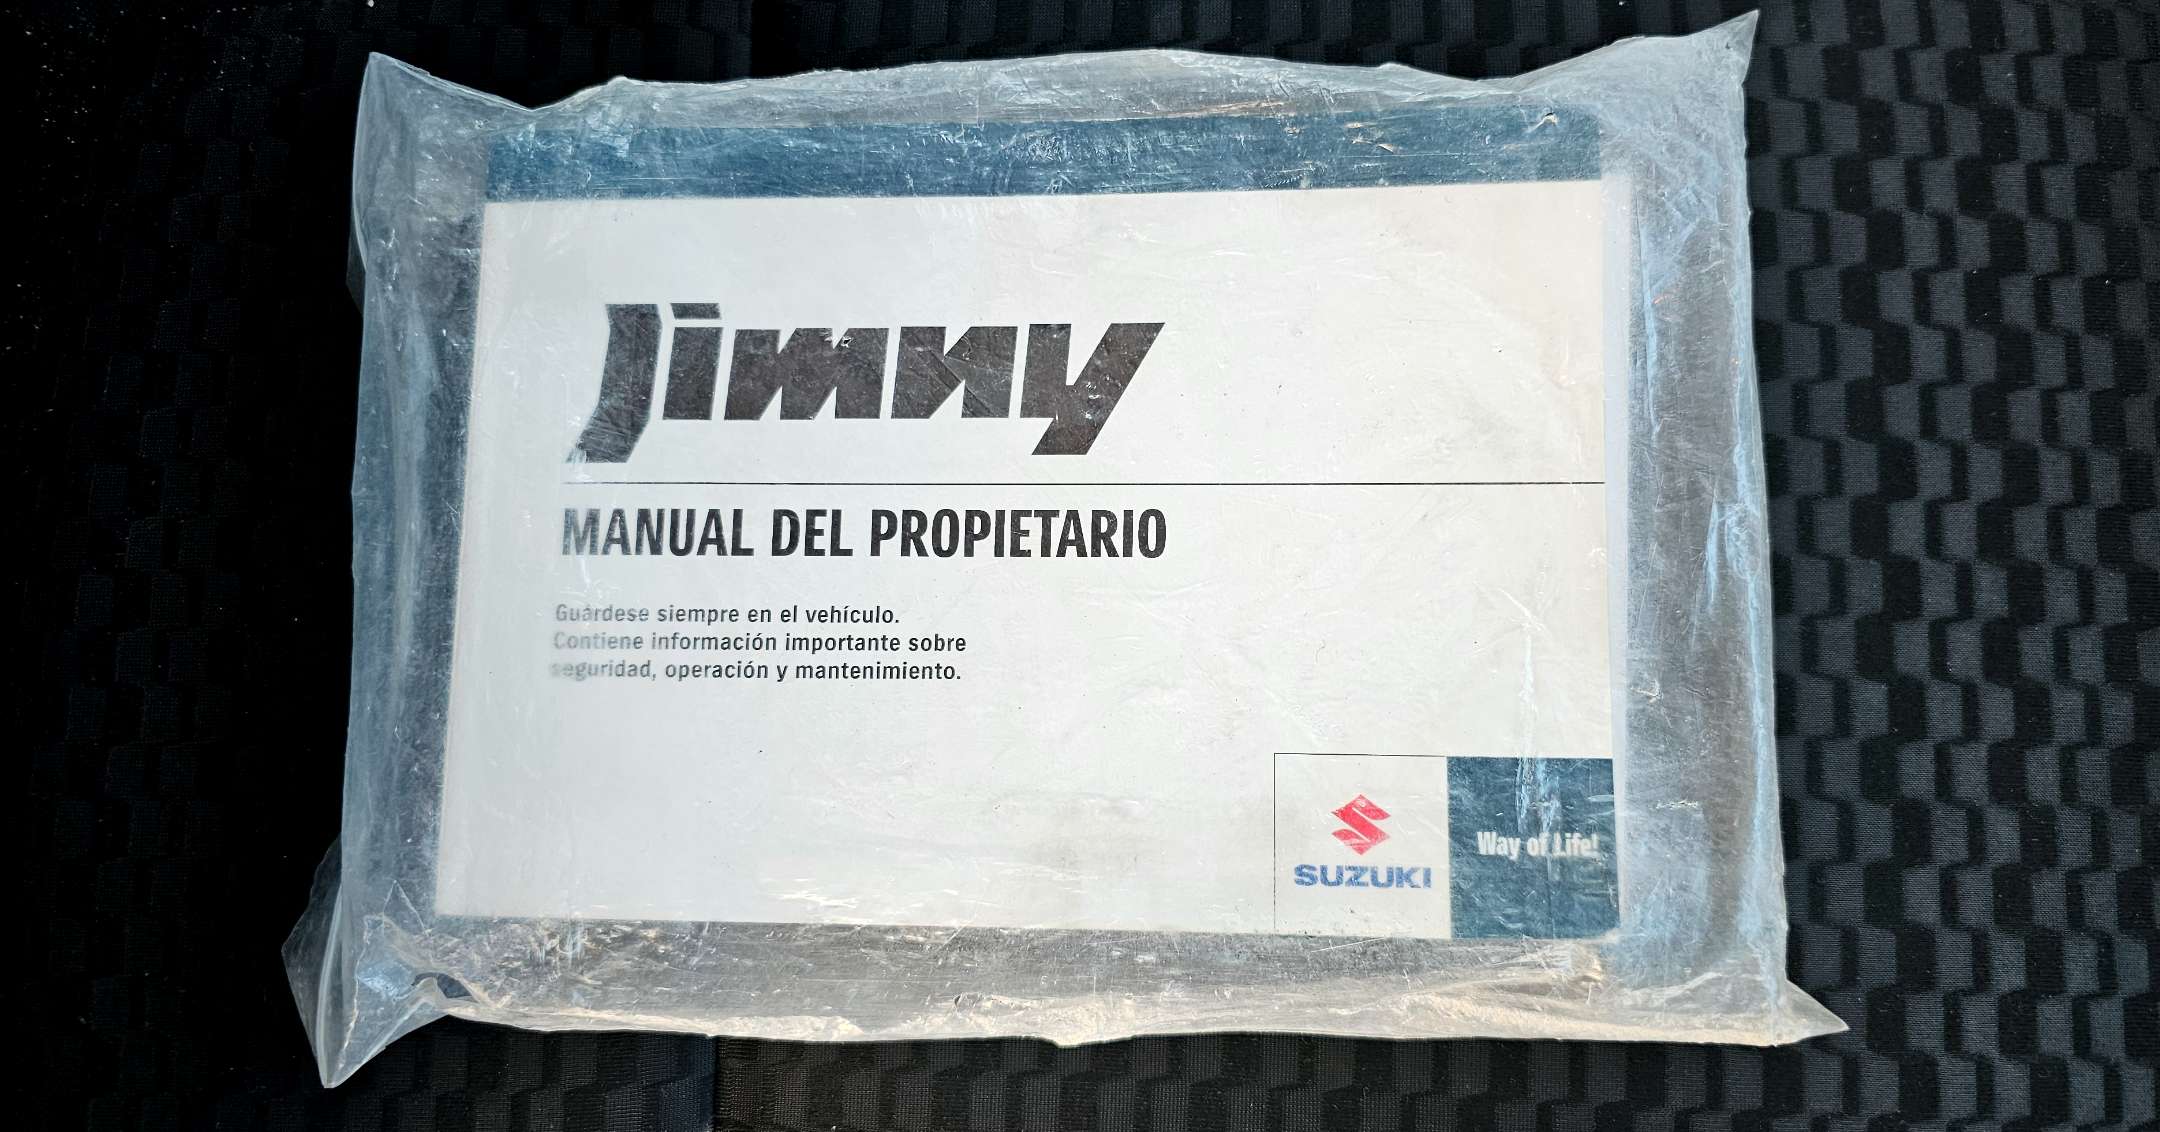 Jimny
MANUAL DEL PROPIETARIO
Guárdese siempre en el vehículo.
Contiene información importante sobre
seguridad, operación y mantenimiento.
SUZUKI
Way of Life!